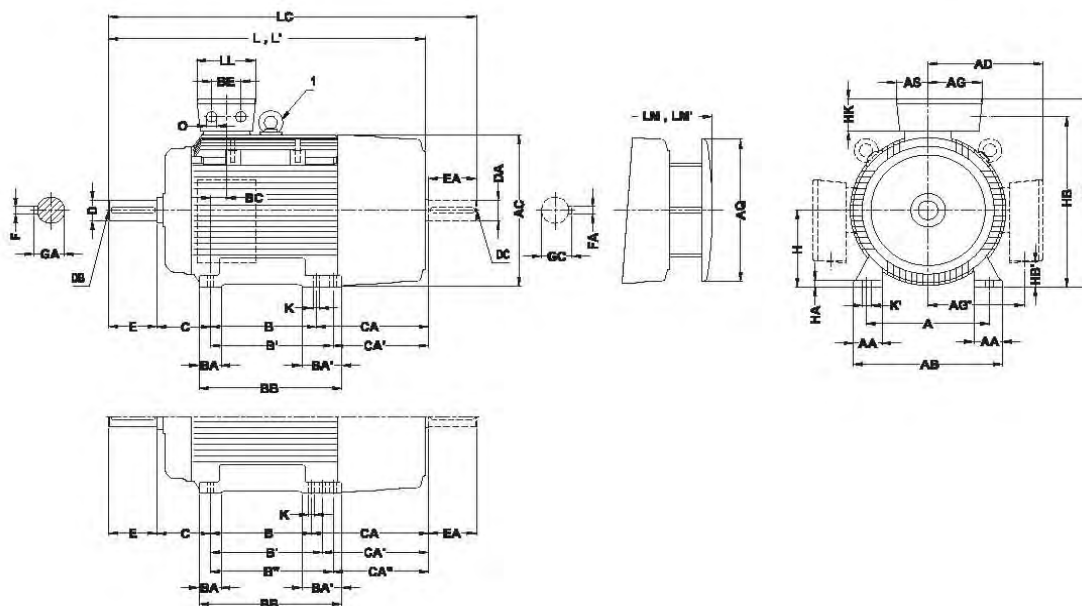 LC
L , L'
LL
BE
1
O
BC
EA
DA
AC
D
F
GA
DB
DC
FA
GC
K
E C B CA
B' CA'
BA BA'
BB
LM , LM'
AQ
AD
AS AG
HK
HB
H
HB'
HA
K' AG'
A
AA AA
AB
K
E C B CA EA
B' CA'
B" CA"
BA BA'
BB